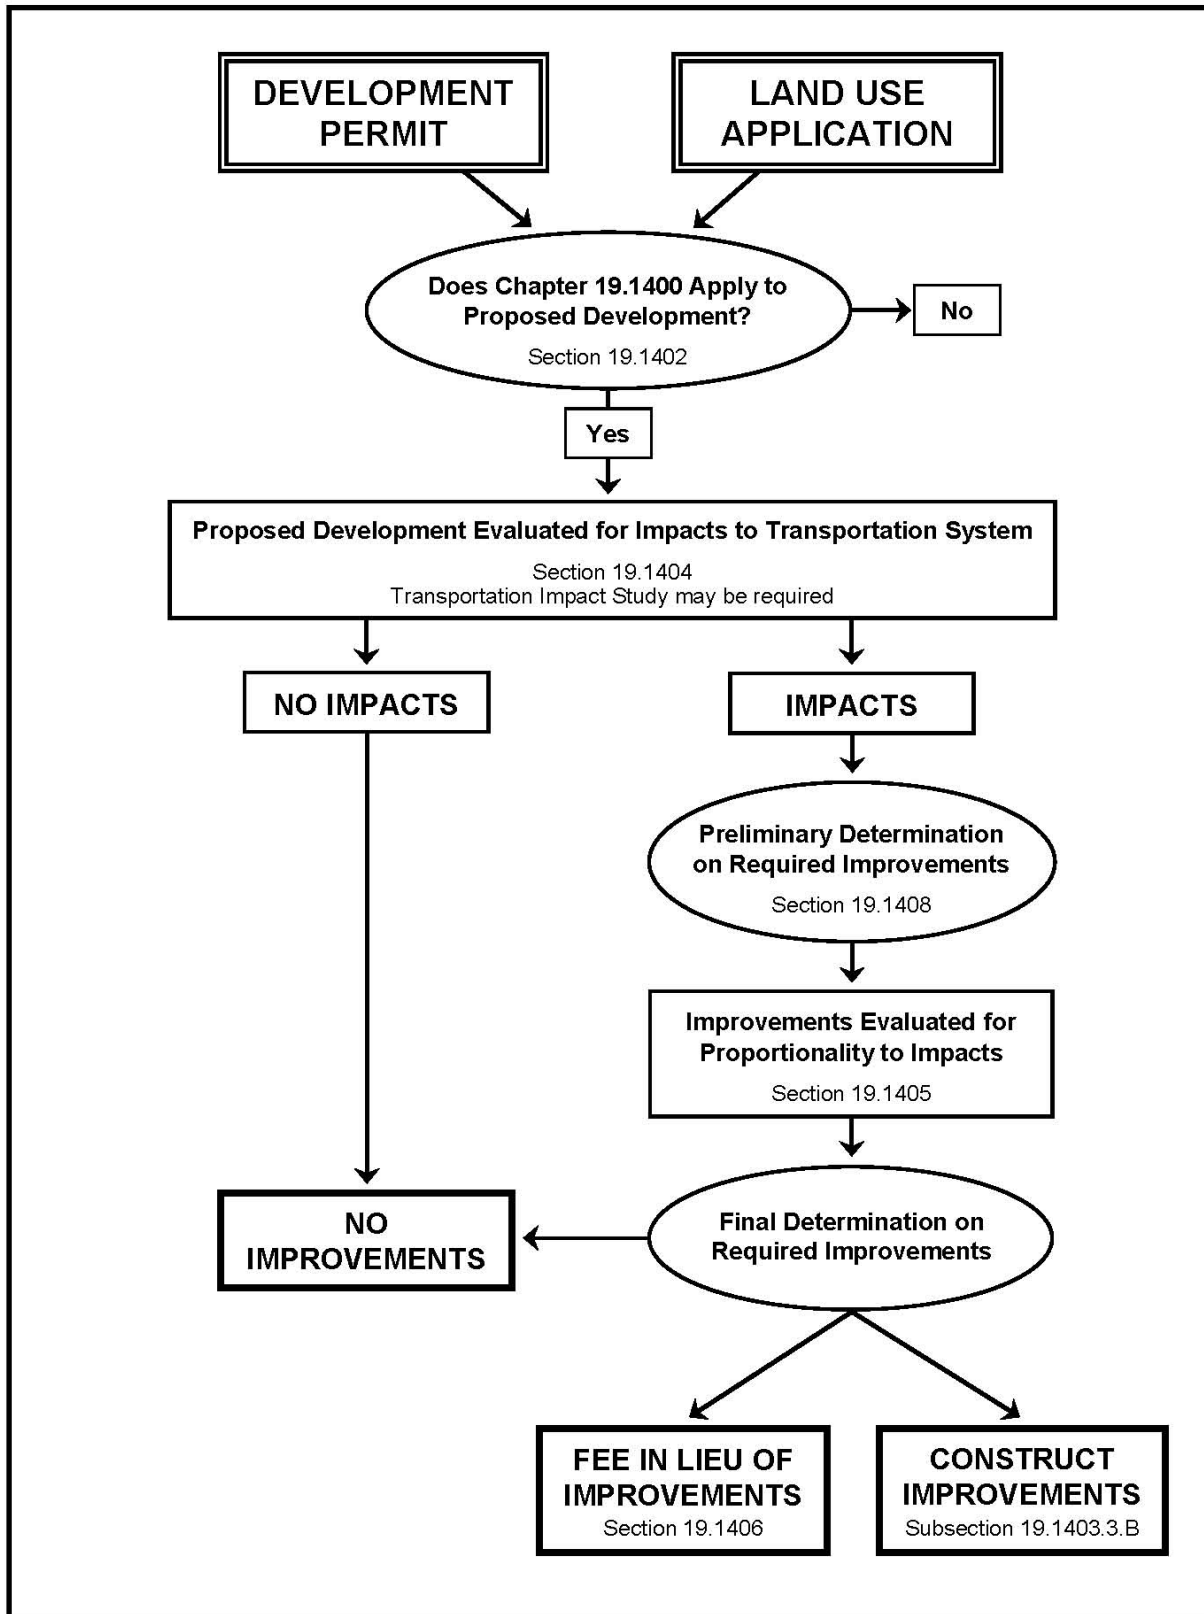 DEVELOPMENT
PERMIT
LAND USE
APPLICATION
Does Chapter 19.1400 Apply to
Proposed Development?
Section 19.1402
No
Yes
Proposed Development Evaluated for Impacts to Transportation System
Section 19.1404
Transportation Impact Study may be required
NO IMPACTS
IMPACTS
Preliminary Determination
on Required Improvements
Section 19.1408
Improvements Evaluated for
Proportionality to Impacts
Section 19.1405
NO
IMPROVEMENTS
Final Determination on
Required Improvements
FEE IN LIEU OF
IMPROVEMENTS
Section 19.1406
CONSTRUCT
IMPROVEMENTS
Subsection 19.1403.3.B